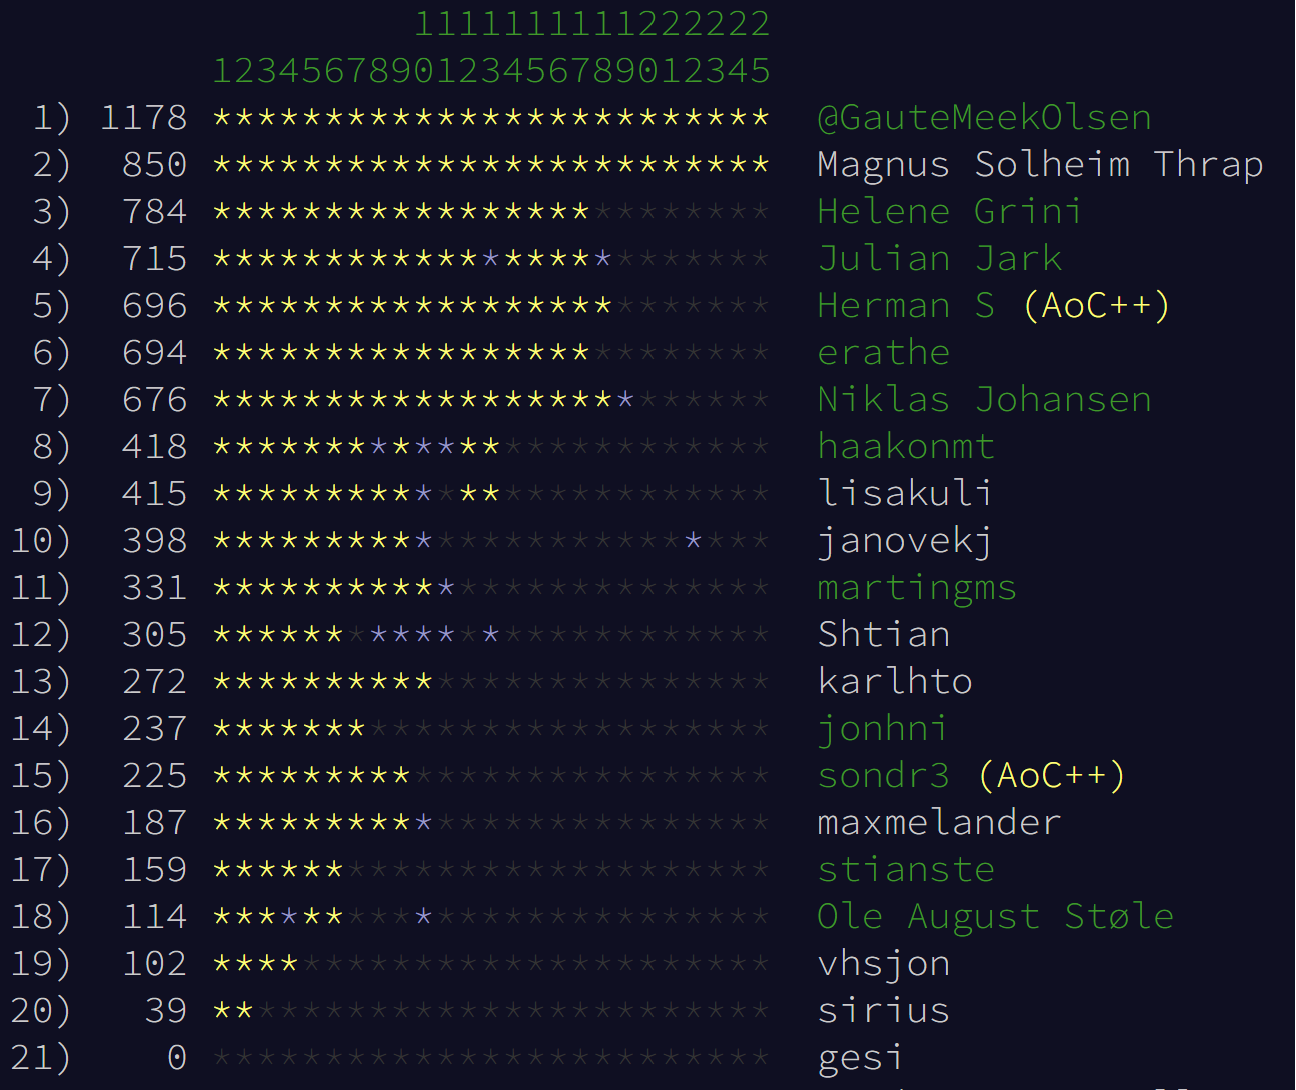 1111111111222222
1234567890123456789012345
1) 1178 ************************* @GauteMeekOlsen
2) 850 ************************* Magnus Solheim Thrap
3) 784 ************************* Helene Grini
4) 715 ************************* Julian Jark
5) 696 ************************* Herman S (AoC++)
6) 694 ************************* erathe
7) 676 ************************* Niklas Johansen
8) 418 ************************* haakonmt
9) 415 ************************* lisakuli
10) 398 ************************* janovekj
11) 331 ************************* martingms
12) 305 ************************* Shtian
13) 272 ************************* karlhto
14) 237 ************************* jonhni
15) 225 ************************* sondr3 (AoC++)
16) 187 ************************* maxmelander
17) 159 ************************* stianste
18) 114 ************************* Ole August Støle
19) 102 ************************* vhsjon
20) 39 ************************* sirius
21) 0 ************************* gesi